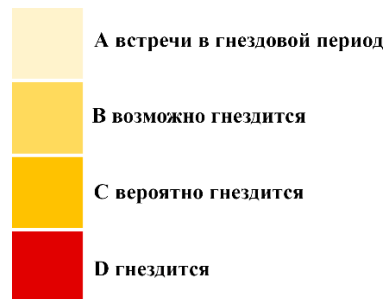 A встречи в гнездовой период
B возможно гнездится
C вероятно гнездится
D гнездится